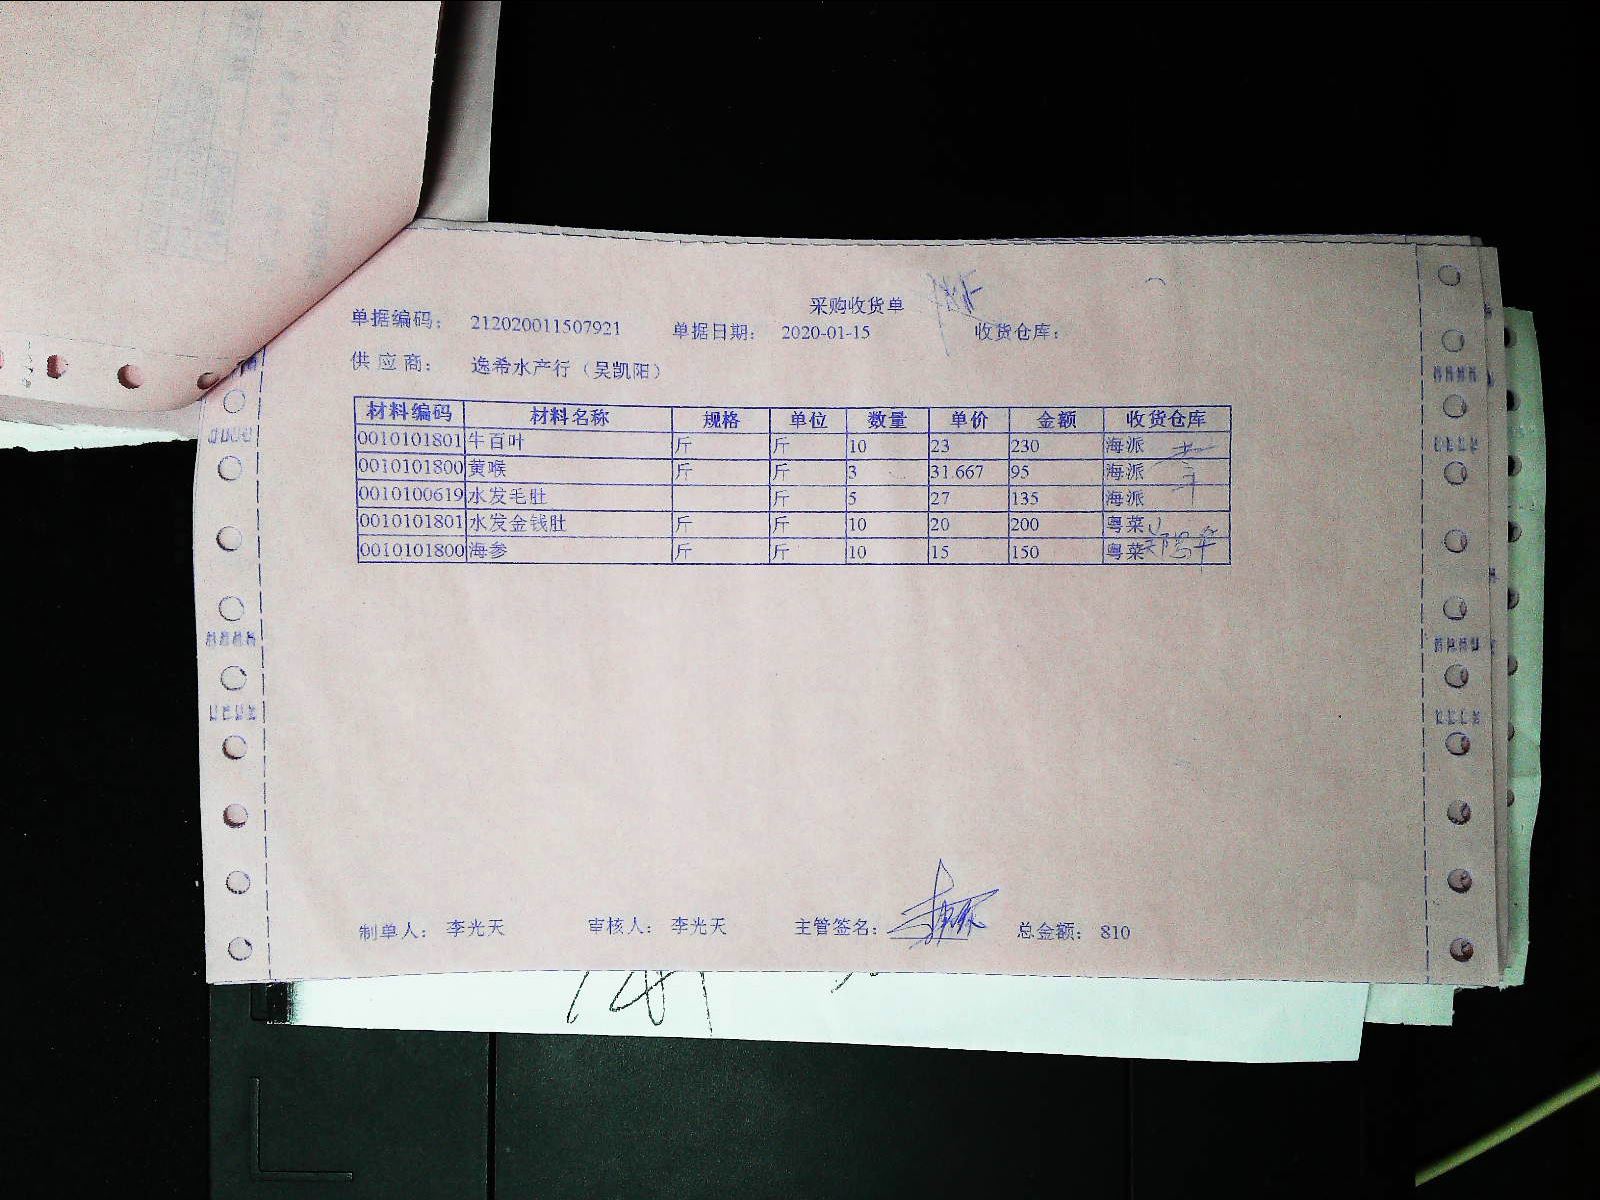 采购收货单
单据编码： 212020011507921 单据日期： 2020-01-15 收货仓库：
供 应 商： 逸希水产行（吴凯阳）
材料编码 材料名称 规格 单位 数量 单价 金额 收货仓库
0010101801 牛百叶 斤 斤 10 23 230 海派
0010101800 黄喉 斤 斤 3 31.667 95 海派
0010100619 水发毛肚 斤 5 27 135 海派
0010101801 水发金钱肚 斤 斤 10 20 200 粤菜
0010101800 海参 斤 斤 10 15 150 粤菜
制单人： 李光天 审核人： 李光天 主管签名： 总金额： 810